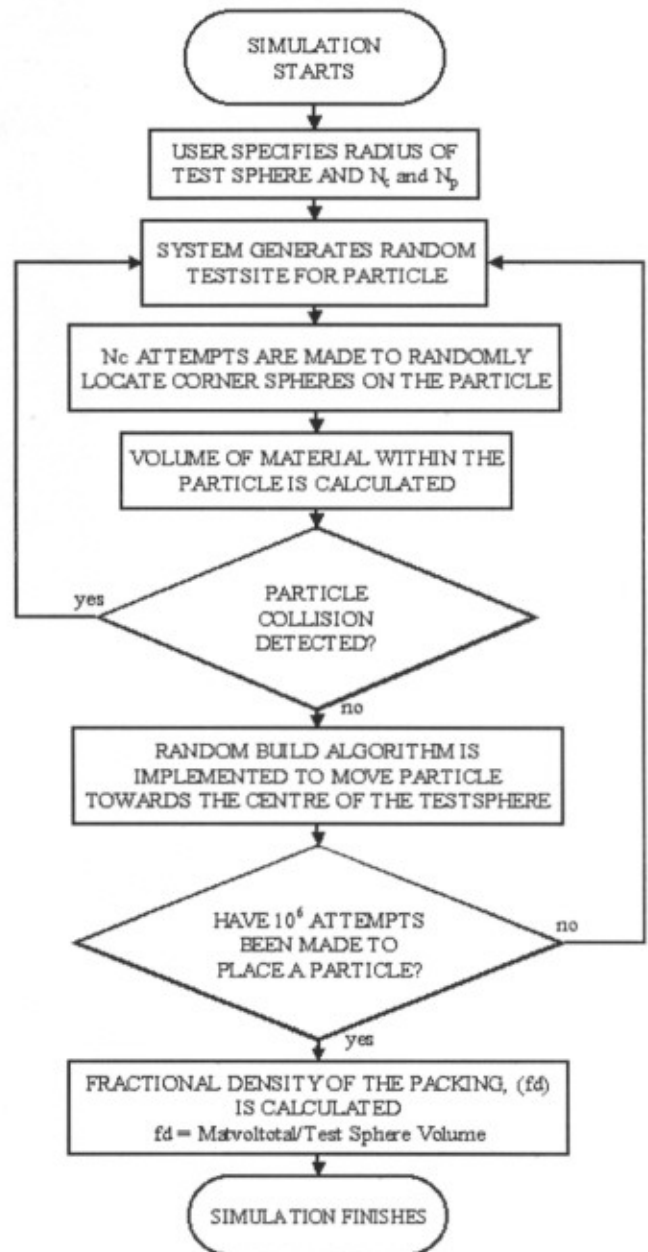 SIMULATION
STARTS
USER SPECIFIES RADIUS OF
TEST SPHERE AND Nc and Np
SYSTEM GENERATES RANDOM
TESTSITE FOR PARTICLE
Nc ATTEMPTS ARE MADE TO RANDOMLY
LOCATE CORNER SPHERES ON THE PARTICLE
VOLUME OF MATERIAL WITHIN THE
PARTICLE IS CALCULATED
yes
PARTICLE
COLLISION
DETECTED?
no
RANDOM BUILD ALGORITHM IS
IMPLEMENTED TO MOVE PARTICLE
TOWARDS THE CENTRE OF THE TESTSPHERE
HAVE 10⁶ ATTEMPTS
BEEN MADE TO
PLACE A PARTICLE?
no
yes
FRACTIONAL DENSITY OF THE PACKING, (fd)
IS CALCULATED
fd = Matvoltotal/Test Sphere Volume
SIMULATION FINISHES